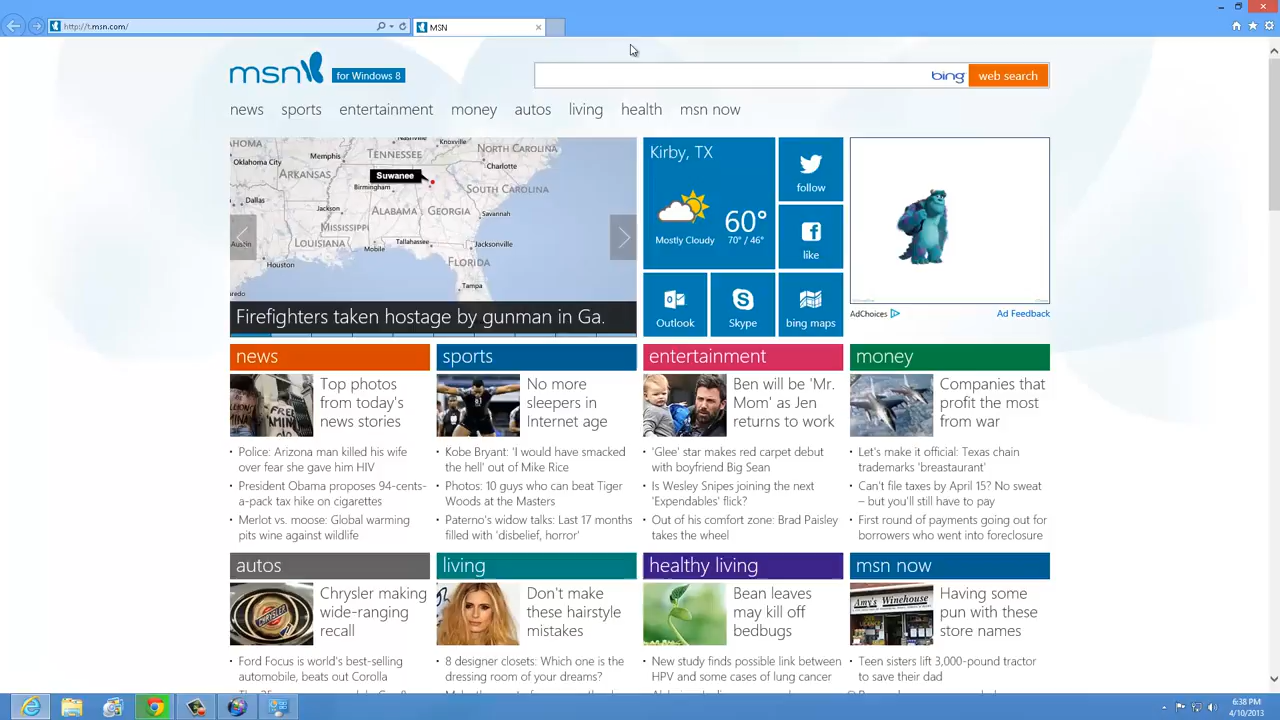 http://t.msn.com/
MSN
msn for Windows 8
bing web search
news sports entertainment money autos living health msn now
NORTH CAROLINA
Knoxville
TENNESSEE
Memphis
Charlotte
ARKANSAS
Suwanee
Birmingham
SOUTH CAROLINA
ALABAMA GEORGIA
Savannah
MISSISSIPPI
LOUISIANA
Mobile
Tallahassee
Jacksonville
Houston
FLORIDA
Tampa
Firefighters taken hostage by gunman in Ga.
Kirby, TX
60°
Mostly Cloudy
70° / 46°
follow
like
Outlook
Skype
bing maps
AdChoices
Ad Feedback
news
Top photos
from today's
news stories
Police: Arizona man killed his wife
over fear she gave him HIV
President Obama proposes 94-cents-
a-pack tax hike on cigarettes
Merlot vs. moose: Global warming
pits wine against wildlife
sports
No more
sleepers in
Internet age
Kobe Bryant: 'I would have smacked
the hell' out of Mike Rice
Photos: 10 guys who can beat Tiger
Woods at the Masters
Paterno's widow talks: Last 17 months
filled with 'disbelief, horror'
entertainment
Ben will be 'Mr.
Mom' as Jen
returns to work
'Glee' star makes red carpet debut
with boyfriend Big Sean
Is Wesley Snipes joining the next
'Expendables' flick?
Out of his comfort zone: Brad Paisley
takes the wheel
money
Companies that
profit the most
from war
Let's make it official: Texas chain
trademarks 'breastaurant'
Can't file taxes by April 15? No sweat
– but you'll still have to pay
First round of payments going out for
borrowers who went into foreclosure
autos
Chrysler making
wide-ranging
recall
Ford Focus is world's best-selling
automobile, beats out Corolla
living
Don't make
these hairstyle
mistakes
8 designer closets: Which one is the
dressing room of your dreams?
healthy living
Bean leaves
may kill off
bedbugs
New study finds possible link between
HPV and some cases of lung cancer
msn now
Amy's Winehouse
Having some
pun with these
store names
Teen sisters lift 3,000-pound tractor
to save their dad
6:38 PM
4/10/2013